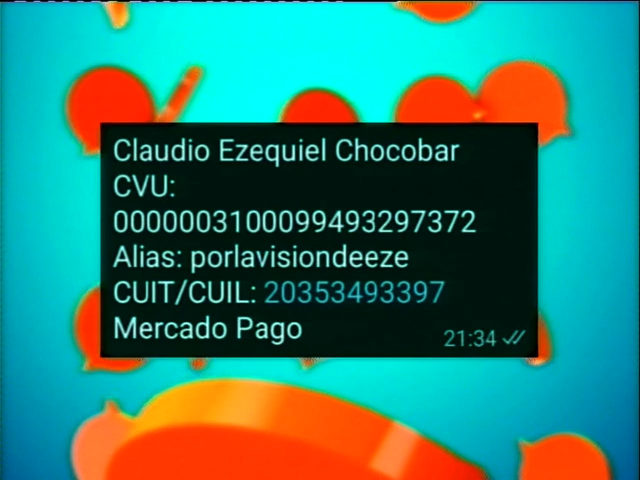 Claudio Ezequiel Chocobar
CVU:
0000003100099493297372
Alias: porlavisiondeeze
CUIT/CUIL: 20353493397
Mercado Pago
21:34